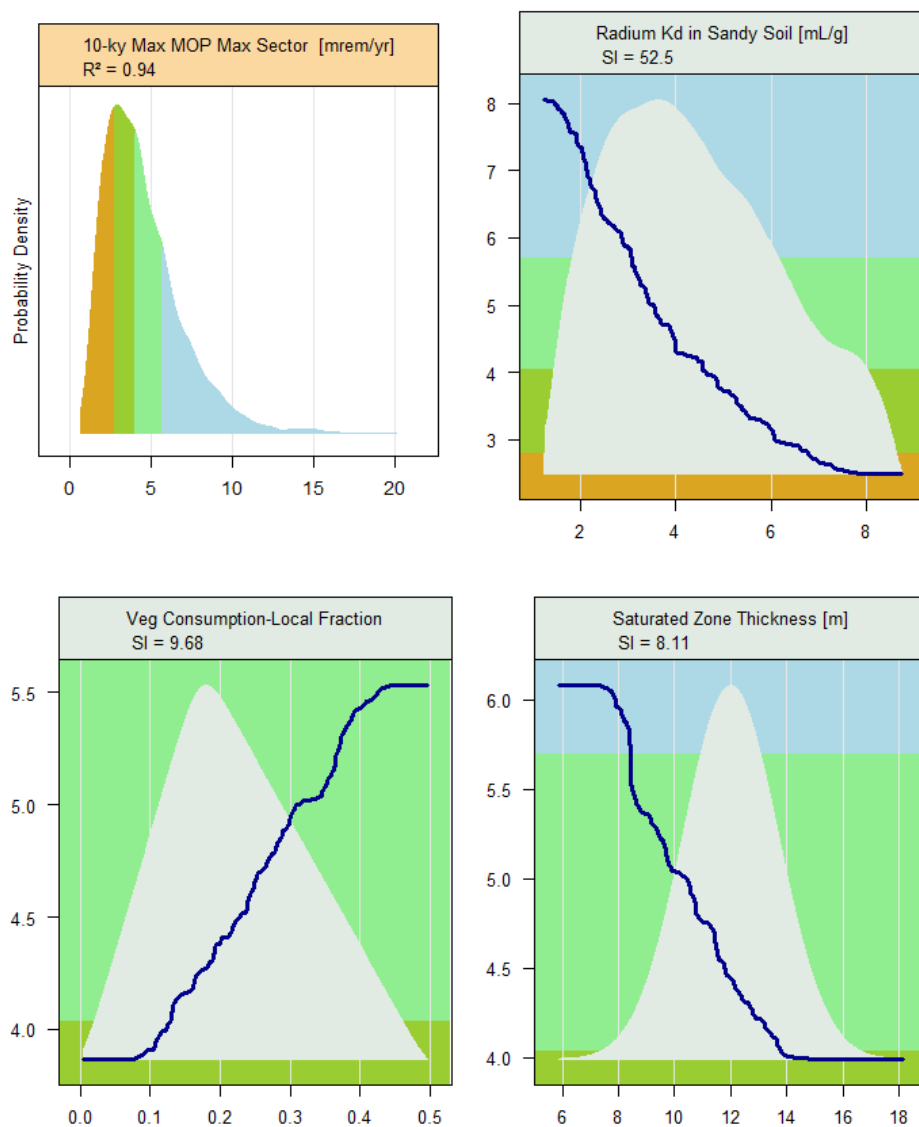 10-ky Max MOP Max Sector [mrem/yr]
R² = 0.94
Probability Density
0 5 10 15 20
Radium Kd in Sandy Soil [mL/g]
SI = 52.5
8
7
6
5
4
3
2 4 6 8
Veg Consumption-Local Fraction
SI = 9.68
5.5
5.0
4.5
4.0
0.0 0.1 0.2 0.3 0.4 0.5
Saturated Zone Thickness [m]
SI = 8.11
6.0
5.5
5.0
4.5
4.0
6 8 10 12 14 16 18